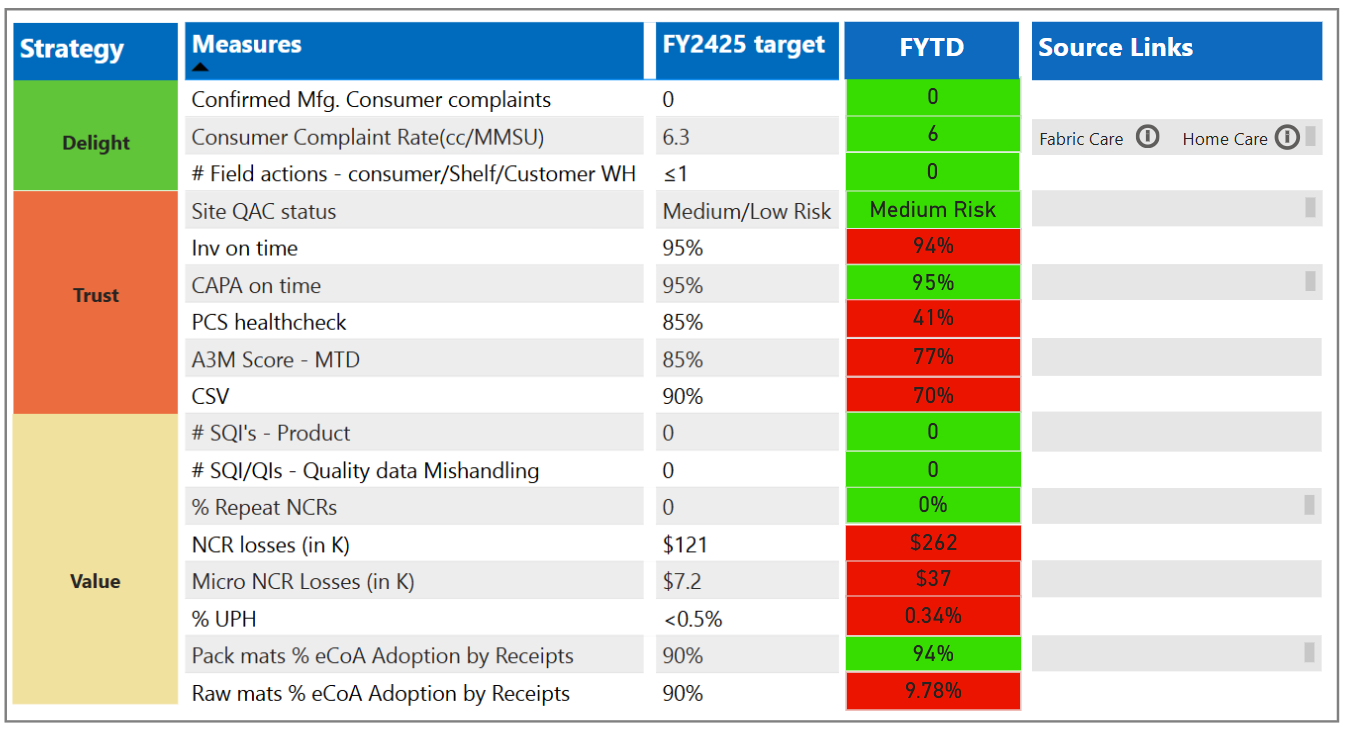 Strategy Measures FY2425 target FYTD Source Links
Delight
Confirmed Mfg. Consumer complaints 0 0
Consumer Complaint Rate(cc/MMSU) 6.3 6 Fabric Care Home Care
# Field actions - consumer/Shelf/Customer WH ≤1 0
Trust
Site QAC status Medium/Low Risk Medium Risk
Inv on time 95% 94%
CAPA on time 95% 95%
PCS healthcheck 85% 41%
A3M Score - MTD 85% 77%
CSV 90% 70%
Value
# SQI's - Product 0 0
# SQI/QIs - Quality data Mishandling 0 0
% Repeat NCRs 0 0%
NCR losses (in K) $121 $262
Micro NCR Losses (in K) $7.2 $37
% UPH <0.5% 0.34%
Pack mats % eCoA Adoption by Receipts 90% 94%
Raw mats % eCoA Adoption by Receipts 90% 9.78%